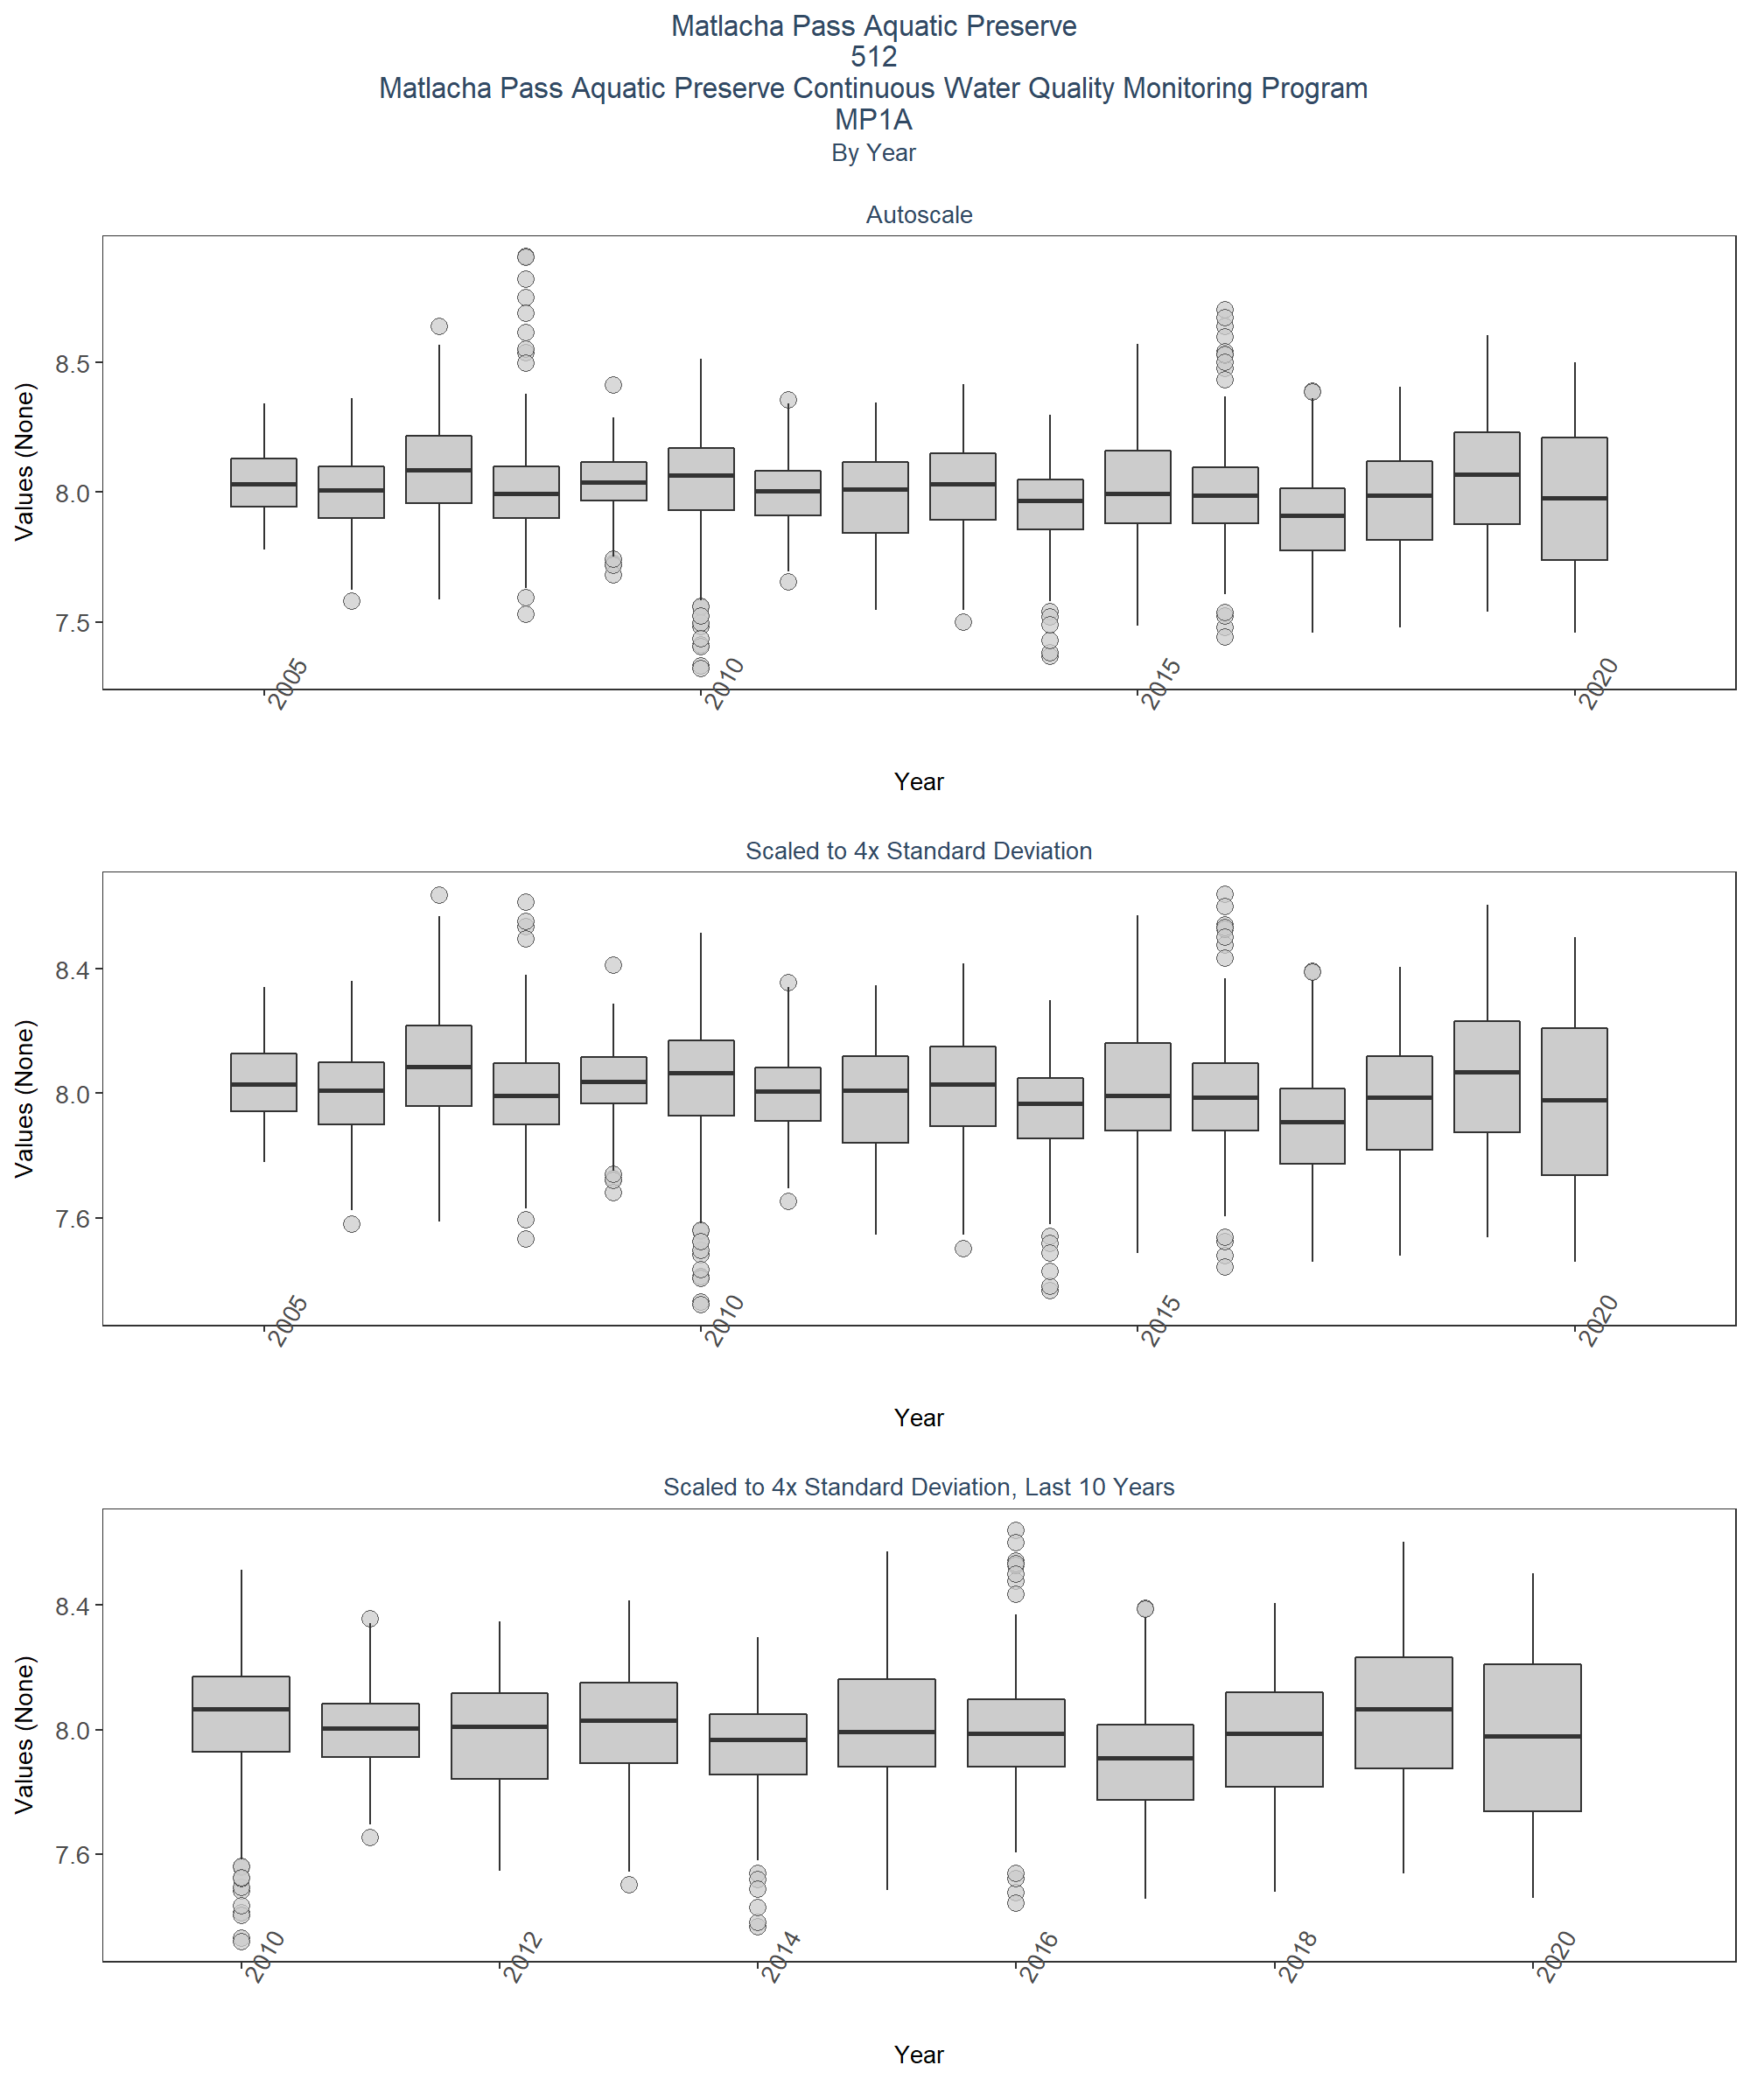 Matlacha Pass Aquatic Preserve
512
Matlacha Pass Aquatic Preserve Continuous Water Quality Monitoring Program
MP1A
By Year
Autoscale
Values (None)
8.5
8.0
7.5
2005
2010
2015
2020
Year
Scaled to 4x Standard Deviation
Values (None)
8.4
8.0
7.6
2005
2010
2015
2020
Year
Scaled to 4x Standard Deviation, Last 10 Years
Values (None)
8.4
8.0
7.6
2010
2012
2014
2016
2018
2020
Year